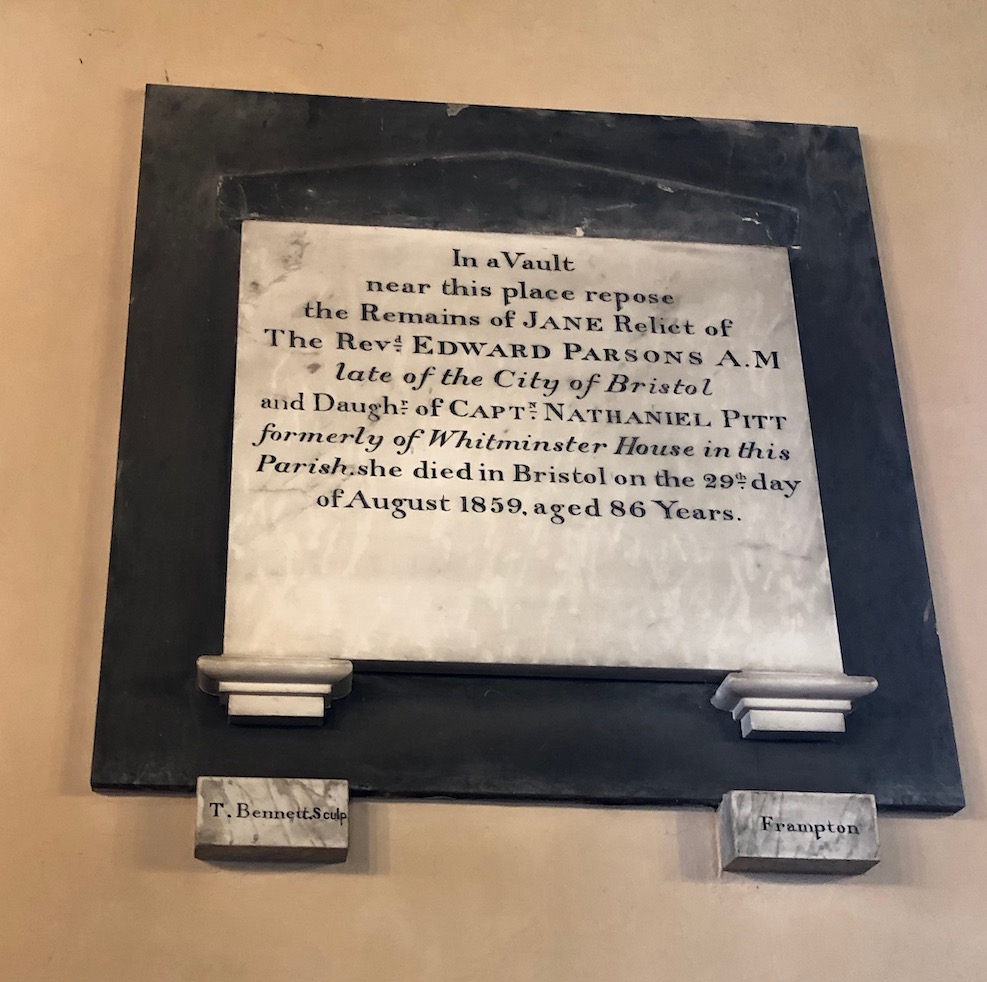 In a Vault
near this place repose
the Remains of JANE Relict of
The Revd. EDWARD PARSONS A.M
late of the City of Bristol
and Daughr. of CAPTN. NATHANIEL PITT
formerly of Whitminster House in this
Parish. she died in Bristol on the 29th. day
of August 1859, aged 86 Years.
T. Bennett. Sculp
Frampton